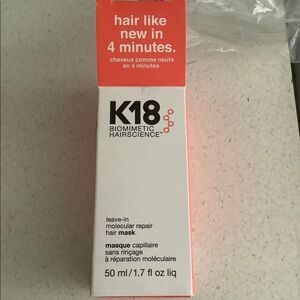 hair like
new in
4 minutes.
cheveux comme neufs
en 4 minutes.
K18
BIOMIMETIC
HAIRSCIENCE™
leave-in
molecular repair
hair mask
masque capillaire
sans rinçage
à réparation moléculaire
50 ml/1.7 fl oz liq